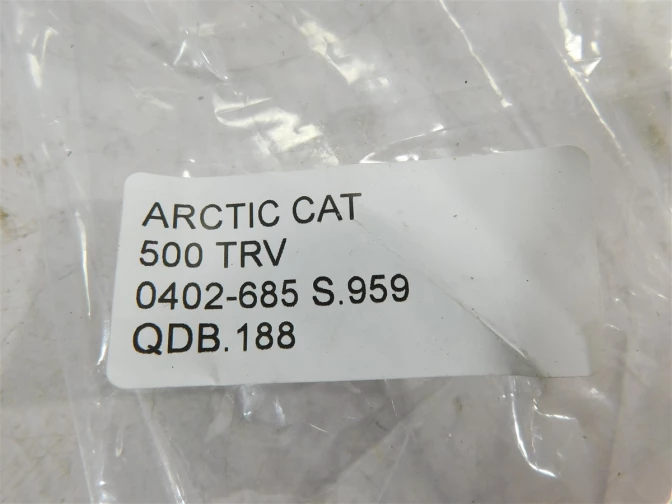 ARCTIC CAT
500 TRV
0402-685 S.959
QDB.188